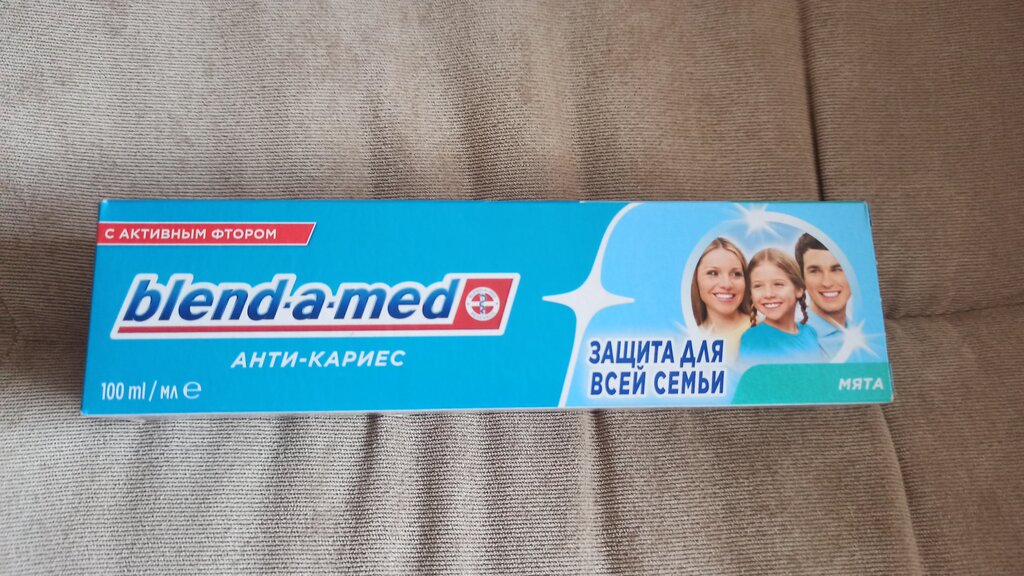 С АКТИВНЫМ ФТОРОМ
blend-a-med
АНТИ-КАРИЕС
100 ml / мл e
ЗАЩИТА ДЛЯ
ВСЕЙ СЕМЬИ
МЯТА